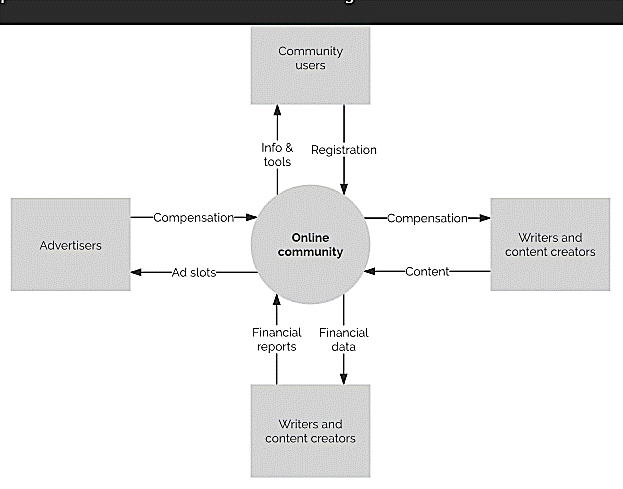 Community
users
Info &
tools
Registration
Advertisers
Compensation
Ad slots
Online
community
Compensation
Content
Writers and
content creators
Financial
reports
Financial
data
Writers and
content creators